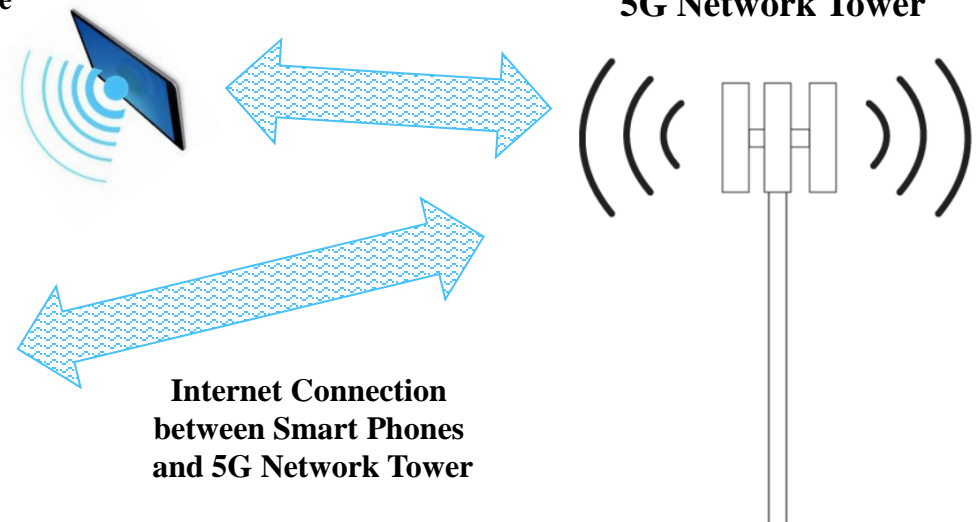 5G Network Tower
Internet Connection
between Smart Phones
and 5G Network Tower